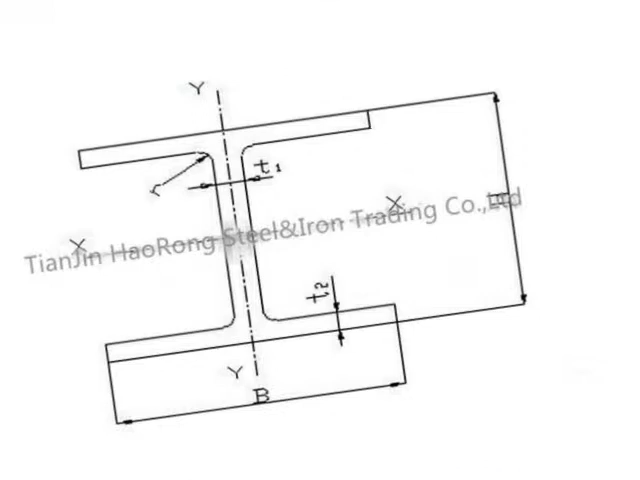 Y
t₁
r
X
X
TianJin HaoRong Steel&Iron Trading Co.,Ltd
t₂
Y
B